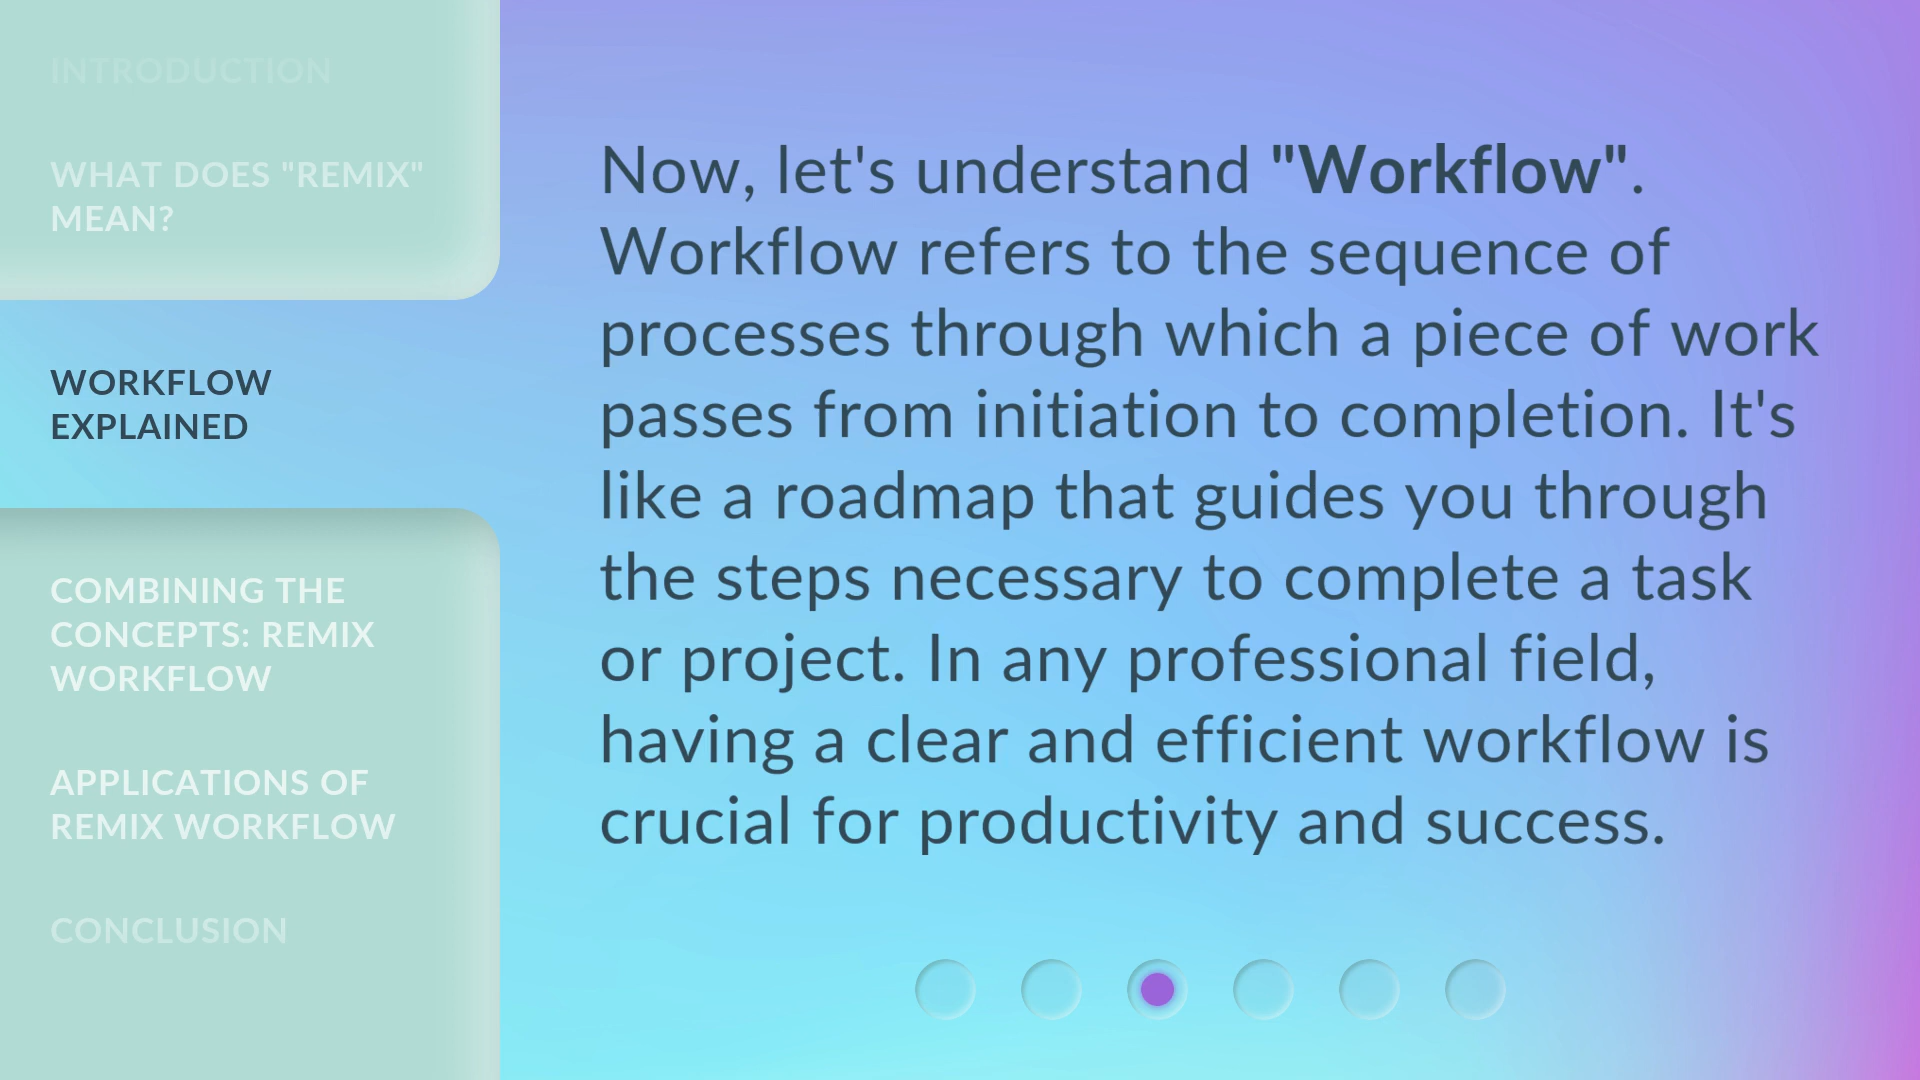 INTRODUCTION
WHAT DOES "REMIX"
MEAN?
WORKFLOW
EXPLAINED
COMBINING THE
CONCEPTS: REMIX
WORKFLOW
APPLICATIONS OF
REMIX WORKFLOW
CONCLUSION
Now, let's understand "Workflow".
Workflow refers to the sequence of
processes through which a piece of work
passes from initiation to completion. It's
like a roadmap that guides you through
the steps necessary to complete a task
or project. In any professional field,
having a clear and efficient workflow is
crucial for productivity and success.